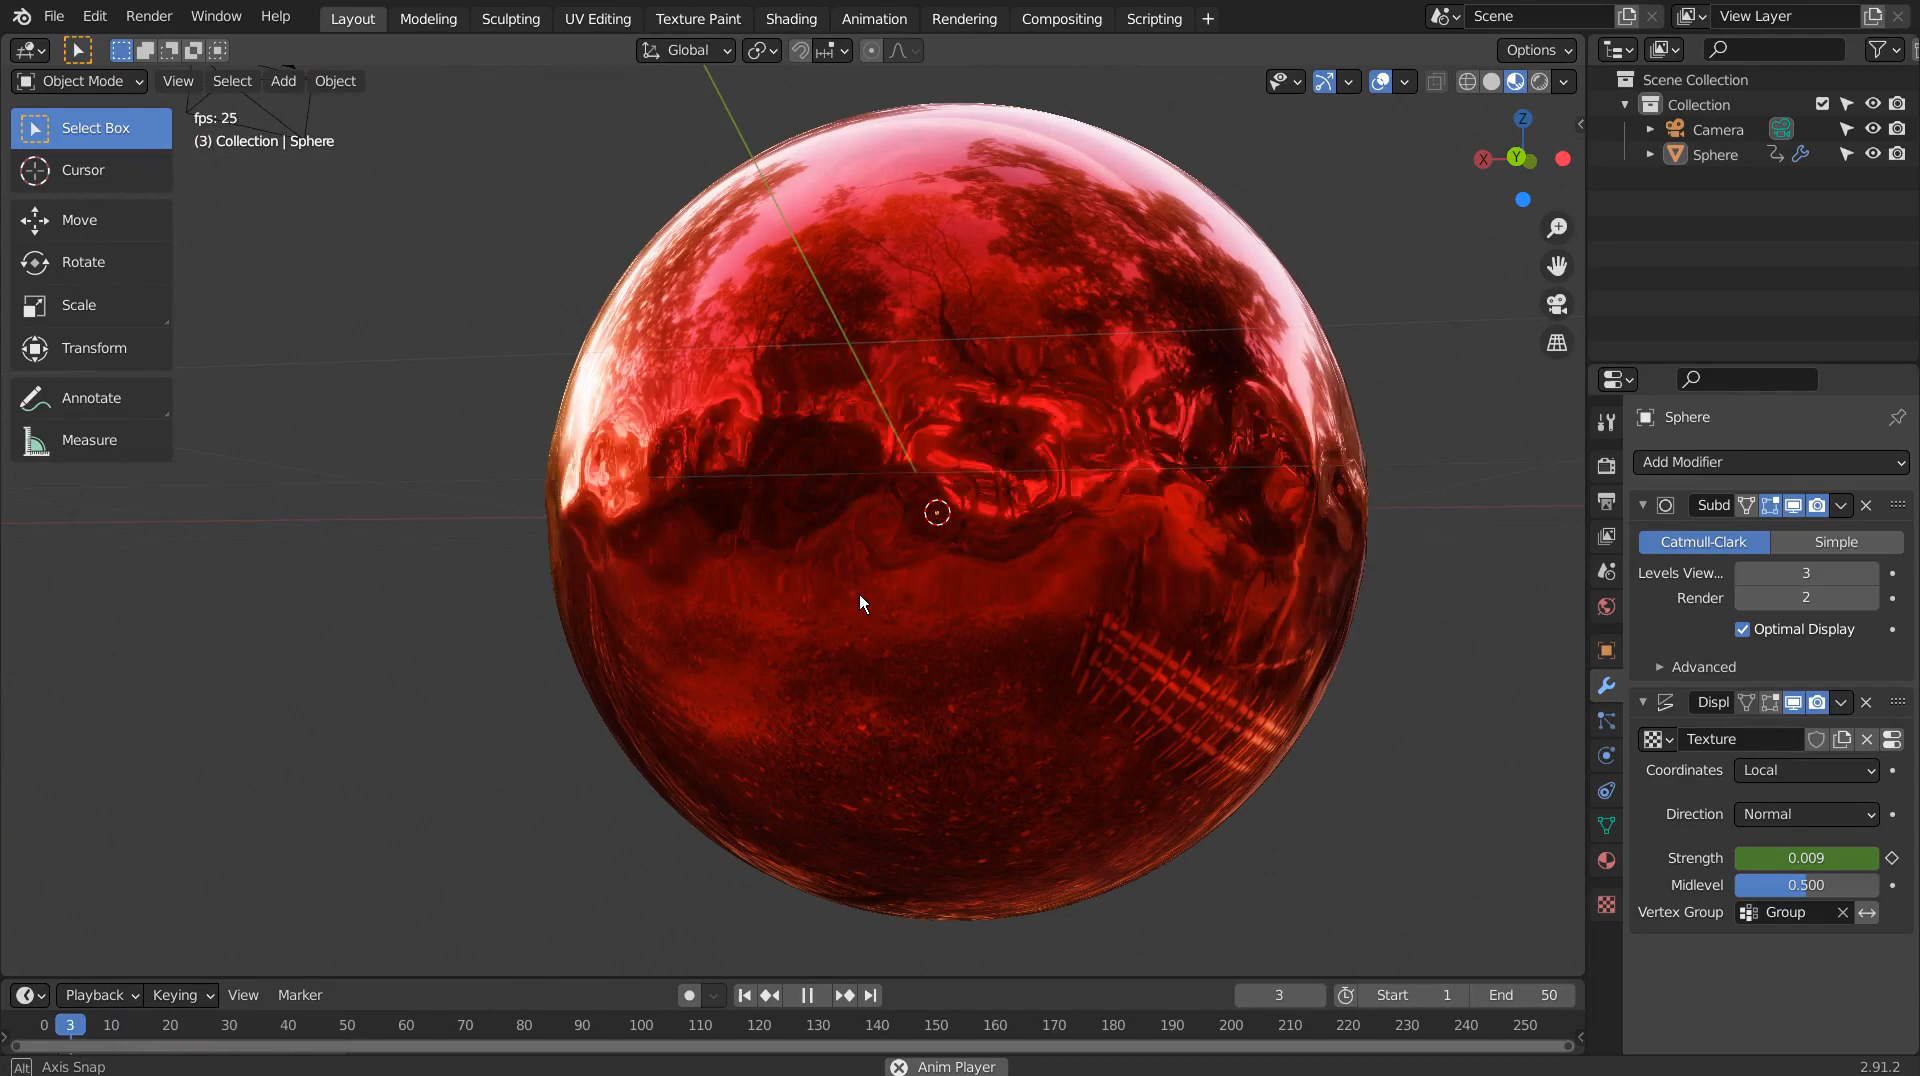 File Edit Render Window Help
Layout Modeling Sculpting UV Editing Texture Paint Shading Animation Rendering Compositing Scripting +
Scene
View Layer
Global
Options
Object Mode View Select Add Object
Select Box
Cursor
Move
Rotate
Scale
Transform
Annotate
Measure
fps: 25
(3) Collection | Sphere
Z
X
Y
Scene Collection
Collection
Camera
Sphere
Sphere
Add Modifier
Subd
Catmull-Clark Simple
Levels View... 3
Render 2
Optimal Display
Advanced
Displ
Texture
Coordinates Local
Direction Normal
Strength 0.009
Midlevel 0.500
Vertex Group Group
Playback Keying View Marker
3 Start 1 End 50
0 3 10 20 30 40 50 60 70 80 90 100 110 120 130 140 150 160 170 180 190 200 210 220 230 240 250
Alt Axis Snap
Anim Player
2.91.2